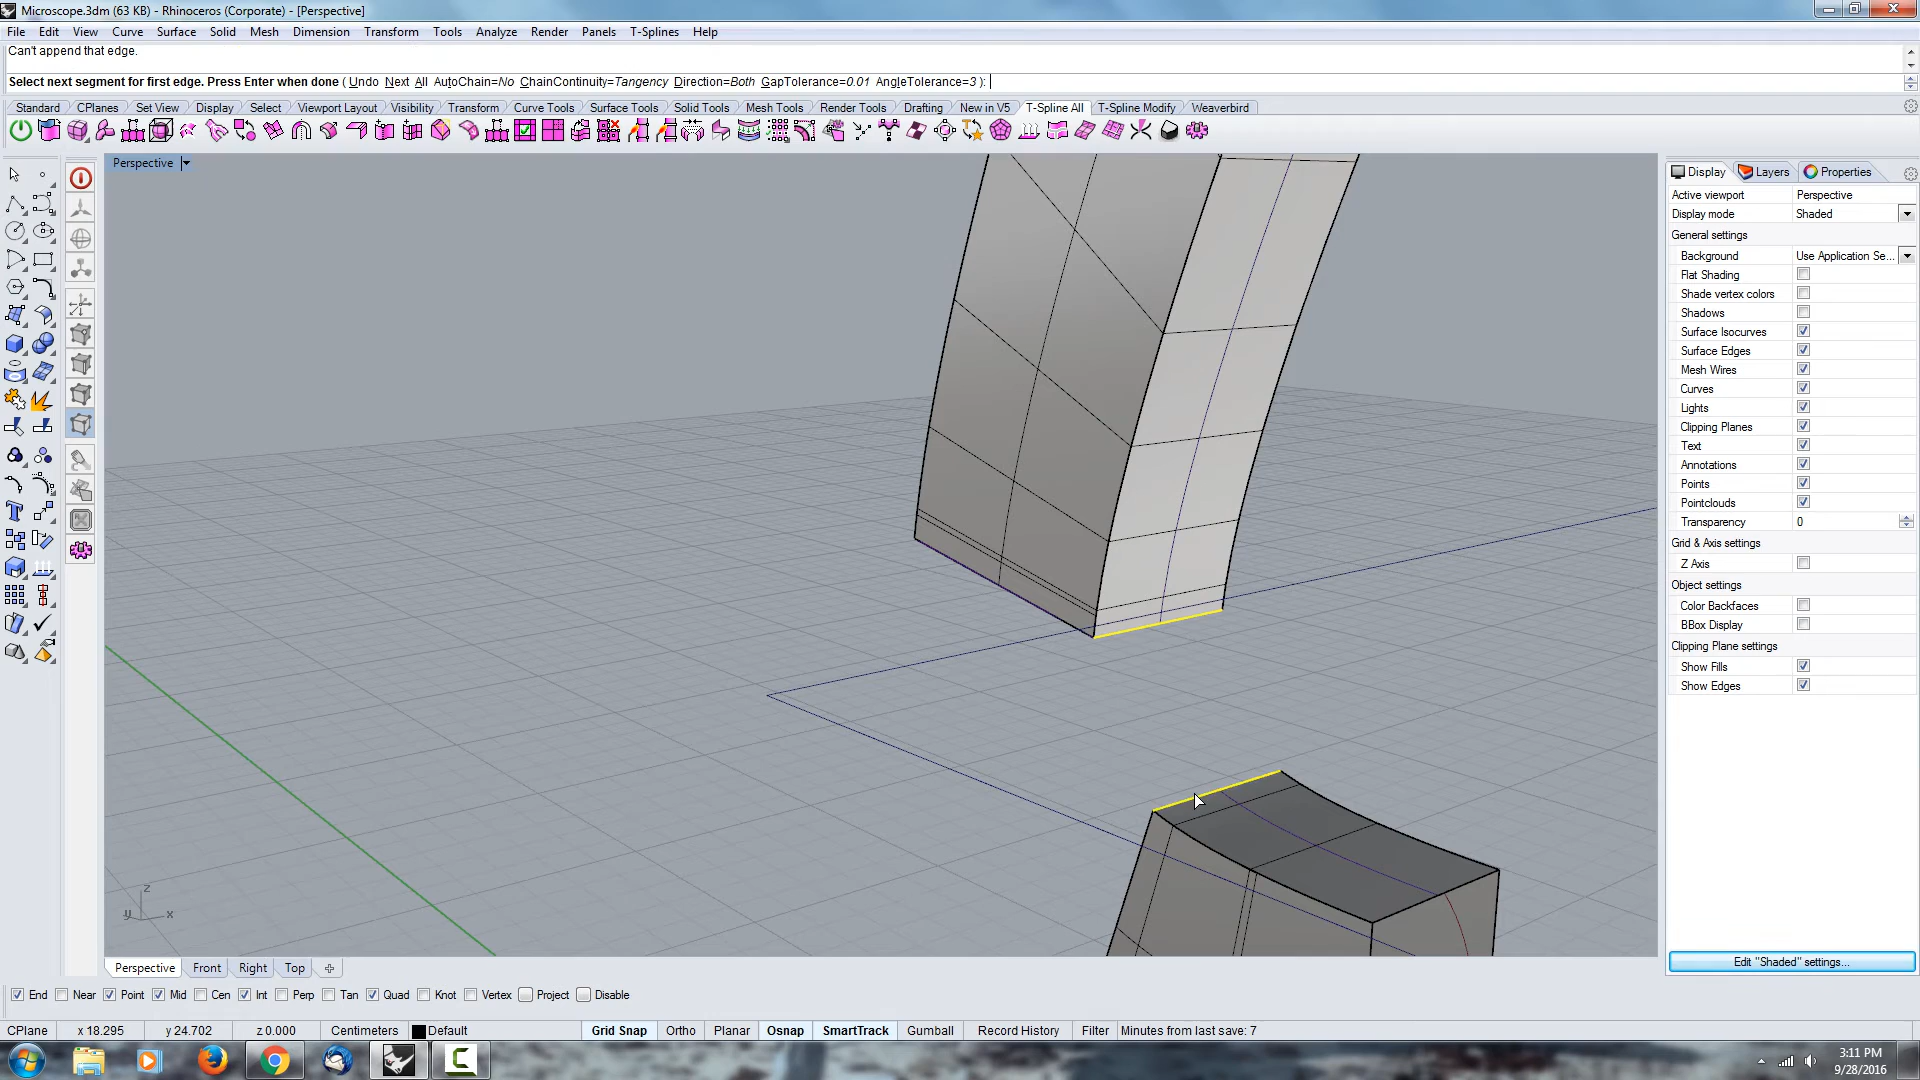 Microscope.3dm (63 KB) - Rhinoceros (Corporate) - [Perspective]
File Edit View Curve Surface Solid Mesh Dimension Transform Tools Analyze Render Panels T-Splines Help
Can't append that edge.
Select next segment for first edge. Press Enter when done ( Undo Next All AutoChain=No ChainContinuity=Tangency Direction=Both GapTolerance=0.01 AngleTolerance=3 ):
Standard CPlanes Set View Display Select Viewport Layout Visibility Transform Curve Tools Surface Tools Solid Tools Mesh Tools Render Tools Drafting New in V5 T-Spline All T-Spline Modify Weaverbird
Perspective
Display Layers Properties
Active viewport Perspective
Display mode Shaded
General settings
Background Use Application Se...
Flat Shading
Shade vertex colors
Shadows
Surface Isocurves
Surface Edges
Mesh Wires
Curves
Lights
Clipping Planes
Text
Annotations
Points
Pointclouds
Transparency 0
Grid & Axis settings
Z Axis
Object settings
Color Backfaces
BBox Display
Clipping Plane settings
Show Fills
Show Edges
z
y x
Edit "Shaded" settings...
Perspective Front Right Top
End Near Point Mid Cen Int Perp Tan Quad Knot Vertex Project Disable
CPlane x 18.295 y 24.702 z 0.000 Centimeters Default Grid Snap Ortho Planar Osnap SmartTrack Gumball Record History Filter Minutes from last save: 7
3:11 PM
9/28/2016